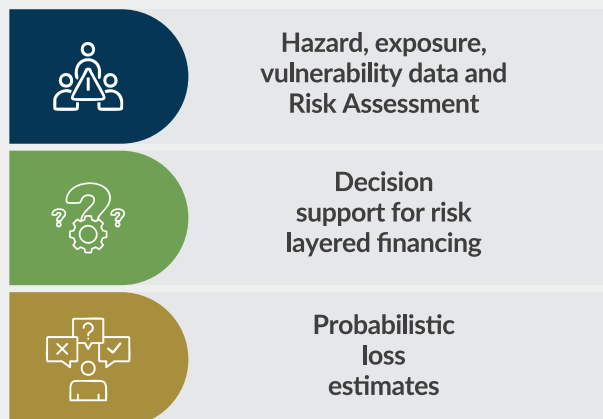 Hazard, exposure,
vulnerability data and
Risk Assessment
Decision
support for risk
layered financing
Probabilistic
loss
estimates